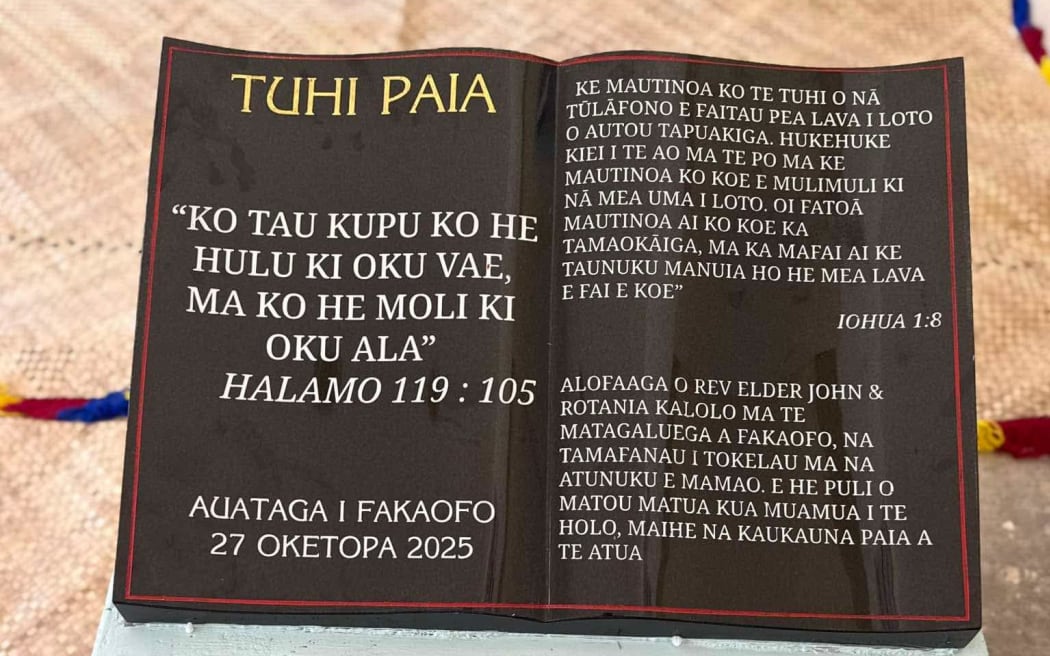 TUHI PAIA
“KO TAU KUPU KO HE
HULU KI OKU VAE,
MA KO HE MOLI KI
OKU ALA”
HALAMO 119 : 105
AUATAGA I FAKAOFO
27 OKETOPA 2025
KE MAUTINOA KO TE TUHI O NĀ
TŪLĀFONO E FAITAU PEA LAVA I LOTO
O AUTOU TAPUAKIGA. HUKEHUKE
KIEI I TE AO MA TE PO MA KE
MAUTINOA KO KOE E MULIMULI KI
NĀ MEA UMA I LOTO. OI FATOĀ
MAUTINOA AI KO KOE KA
TAMAOKĀIGA, MA KA MAFAI AI KE
TAUNUKU MANUIA HO HE MEA LAVA
E FAI E KOE”
IOHUA 1:8
ALOFAAGA O REV ELDER JOHN &
ROTANIA KALOLO MA TE
MATAGALUEGA A FAKAOFO, NA
TAMAFANAU I TOKELAU MA NA
ATUNUKU E MAMAO. E HE PULI O
MATOU MATUA KUA MUAMUA I TE
HOLO, MAIHE NA KAUKAUNA PAIA A
TE ATUA